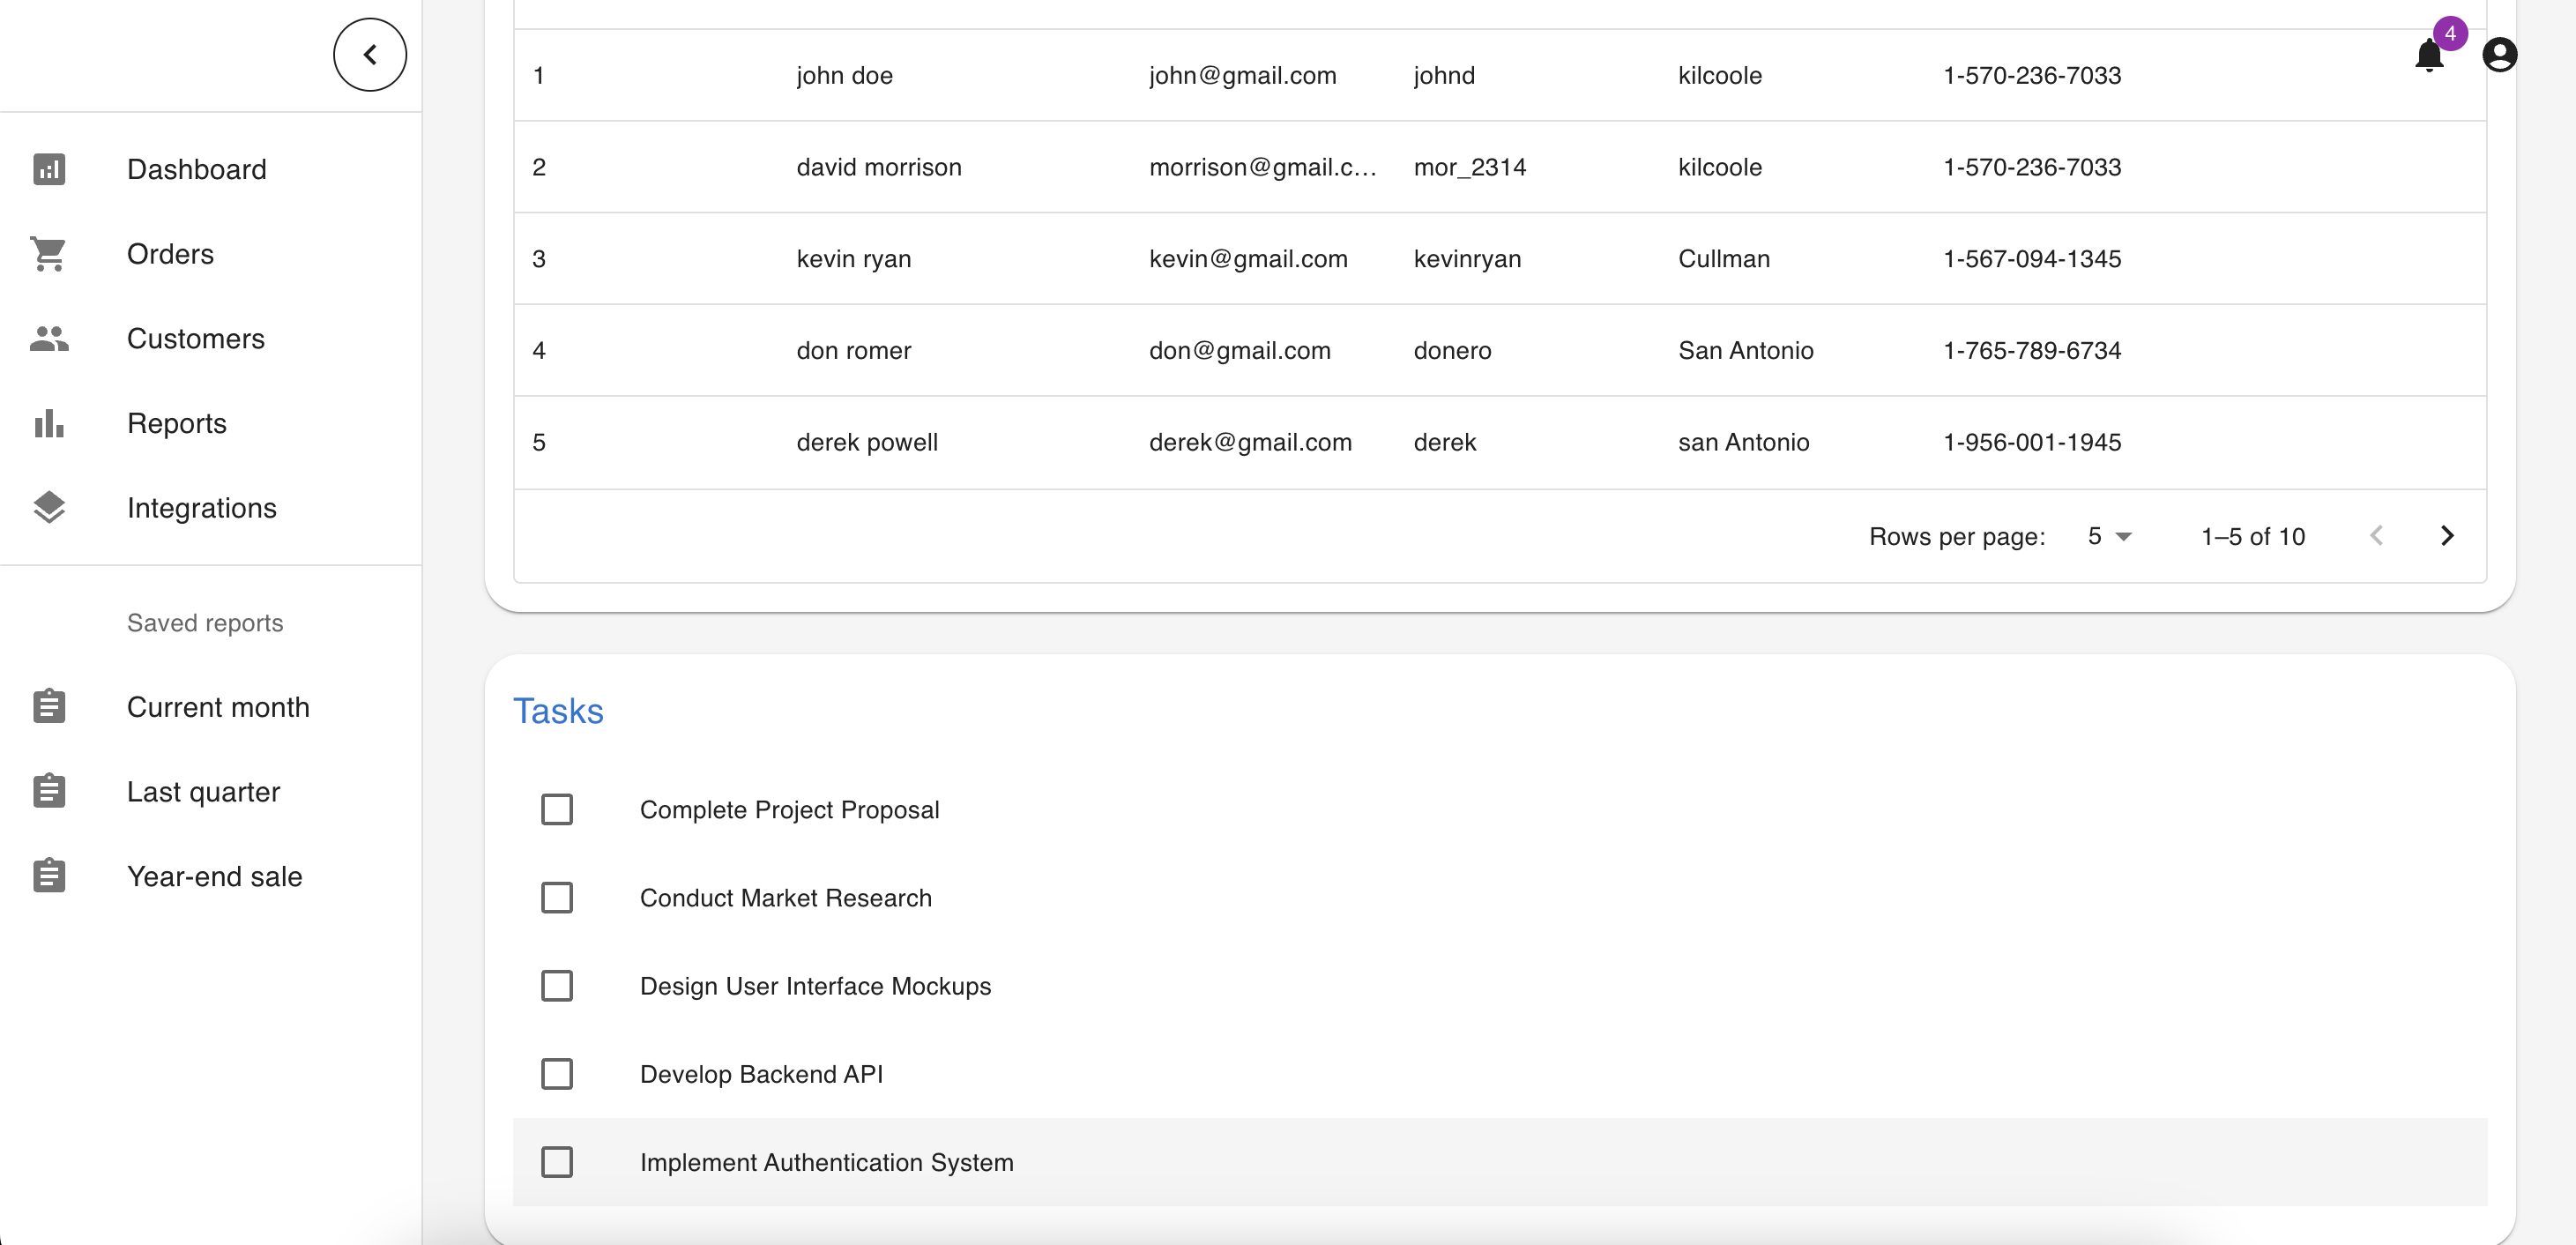 4
Dashboard
Orders
Customers
Reports
Integrations
Saved reports
Current month
Last quarter
Year-end sale
1 john doe john@gmail.com johnd kilcoole 1-570-236-7033
2 david morrison morrison@gmail.c... mor_2314 kilcoole 1-570-236-7033
3 kevin ryan kevin@gmail.com kevinryan Cullman 1-567-094-1345
4 don romer don@gmail.com donero San Antonio 1-765-789-6734
5 derek powell derek@gmail.com derek san Antonio 1-956-001-1945
Rows per page: 5 1–5 of 10
Tasks
Complete Project Proposal
Conduct Market Research
Design User Interface Mockups
Develop Backend API
Implement Authentication System